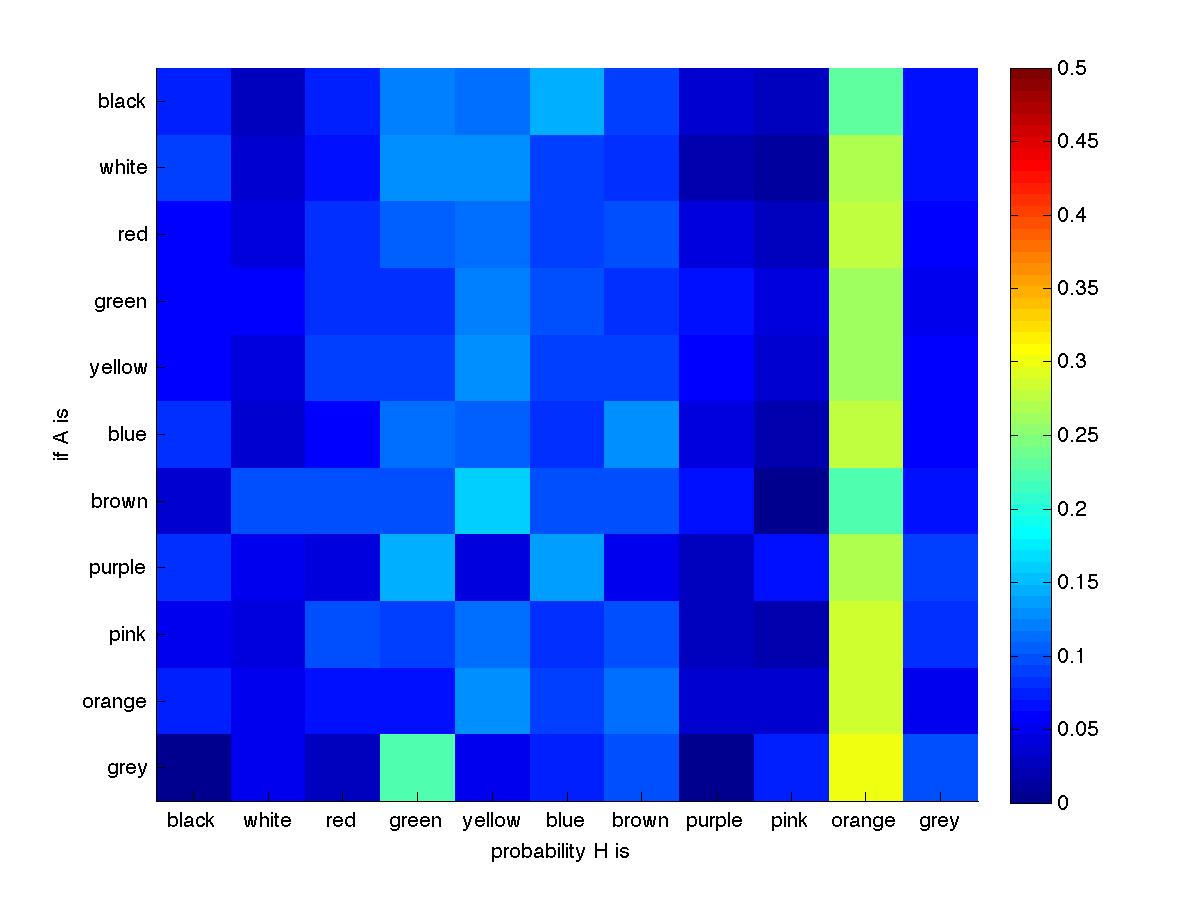 black
white
red
green
yellow
blue
brown
purple
pink
orange
grey
if A is
black white red green yellow blue brown purple pink orange grey
probability H is
0.5
0.45
0.4
0.35
0.3
0.25
0.2
0.15
0.1
0.05
0